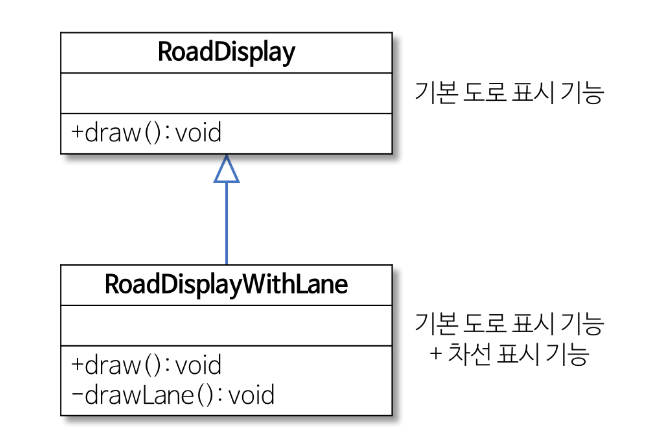 RoadDisplay
기본 도로 표시 기능
+draw():void
RoadDisplayWithLane
기본 도로 표시 기능
+ 차선 표시 기능
+draw():void
-drawLane():void